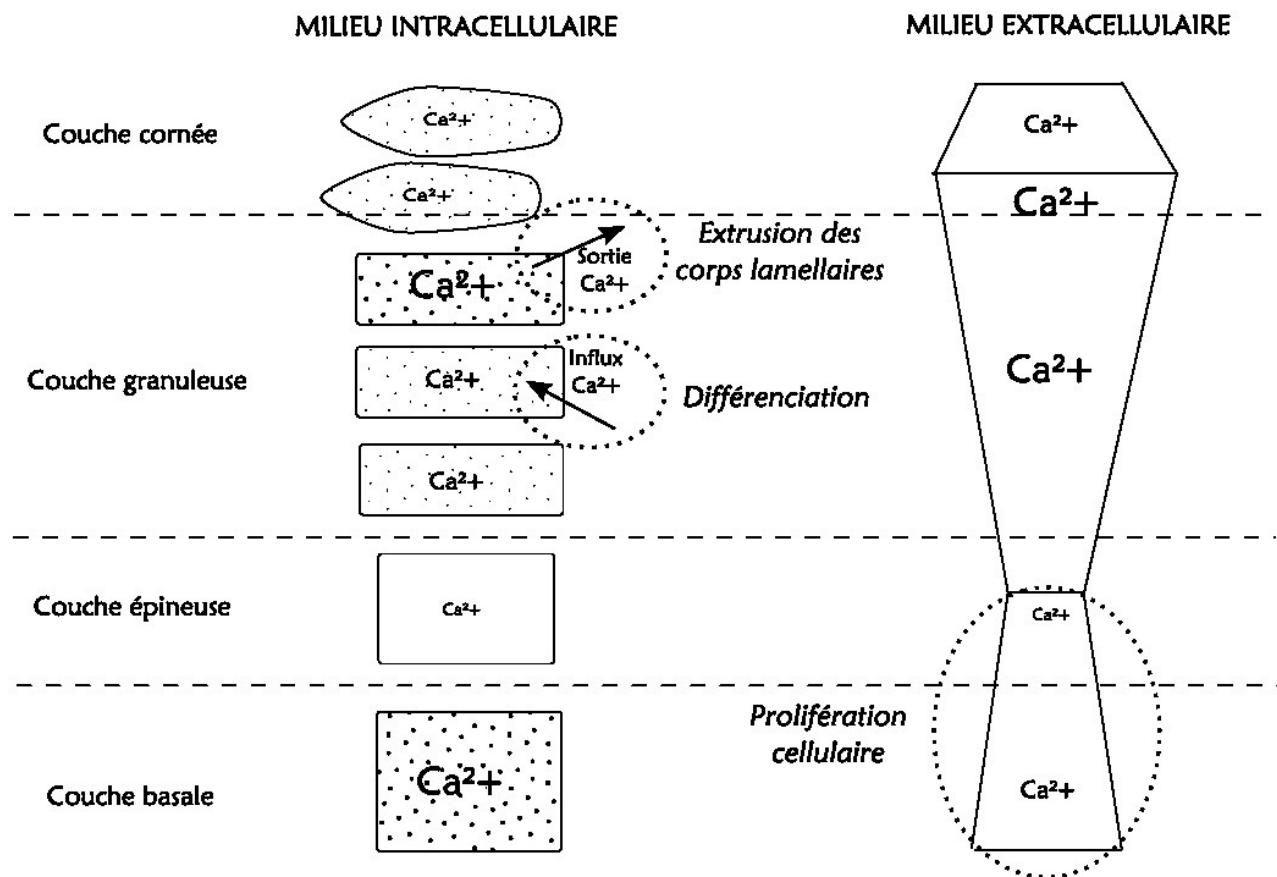 MILIEU INTRACELLULAIRE
MILIEU EXTRACELLULAIRE
Couche cornée
Ca²+
Ca²+
Ca²+
Ca²+
Extrusion des
corps lamellaires
Sortie
Ca²+
Ca²+
Couche granuleuse
Ca²+
Influx
Ca²+
Différenciation
Ca²+
Ca²+
Couche épineuse
Ca²+
Ca²+
Prolifération
cellulaire
Couche basale
Ca²+
Ca²+